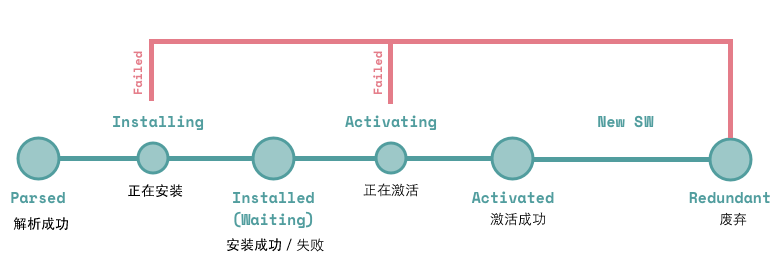 Failed
Failed
Installing
Activating
New SW
Parsed
解析成功
正在安装
Installed
(Waiting)
安装成功 / 失败
正在激活
Activated
激活成功
Redundant
废弃